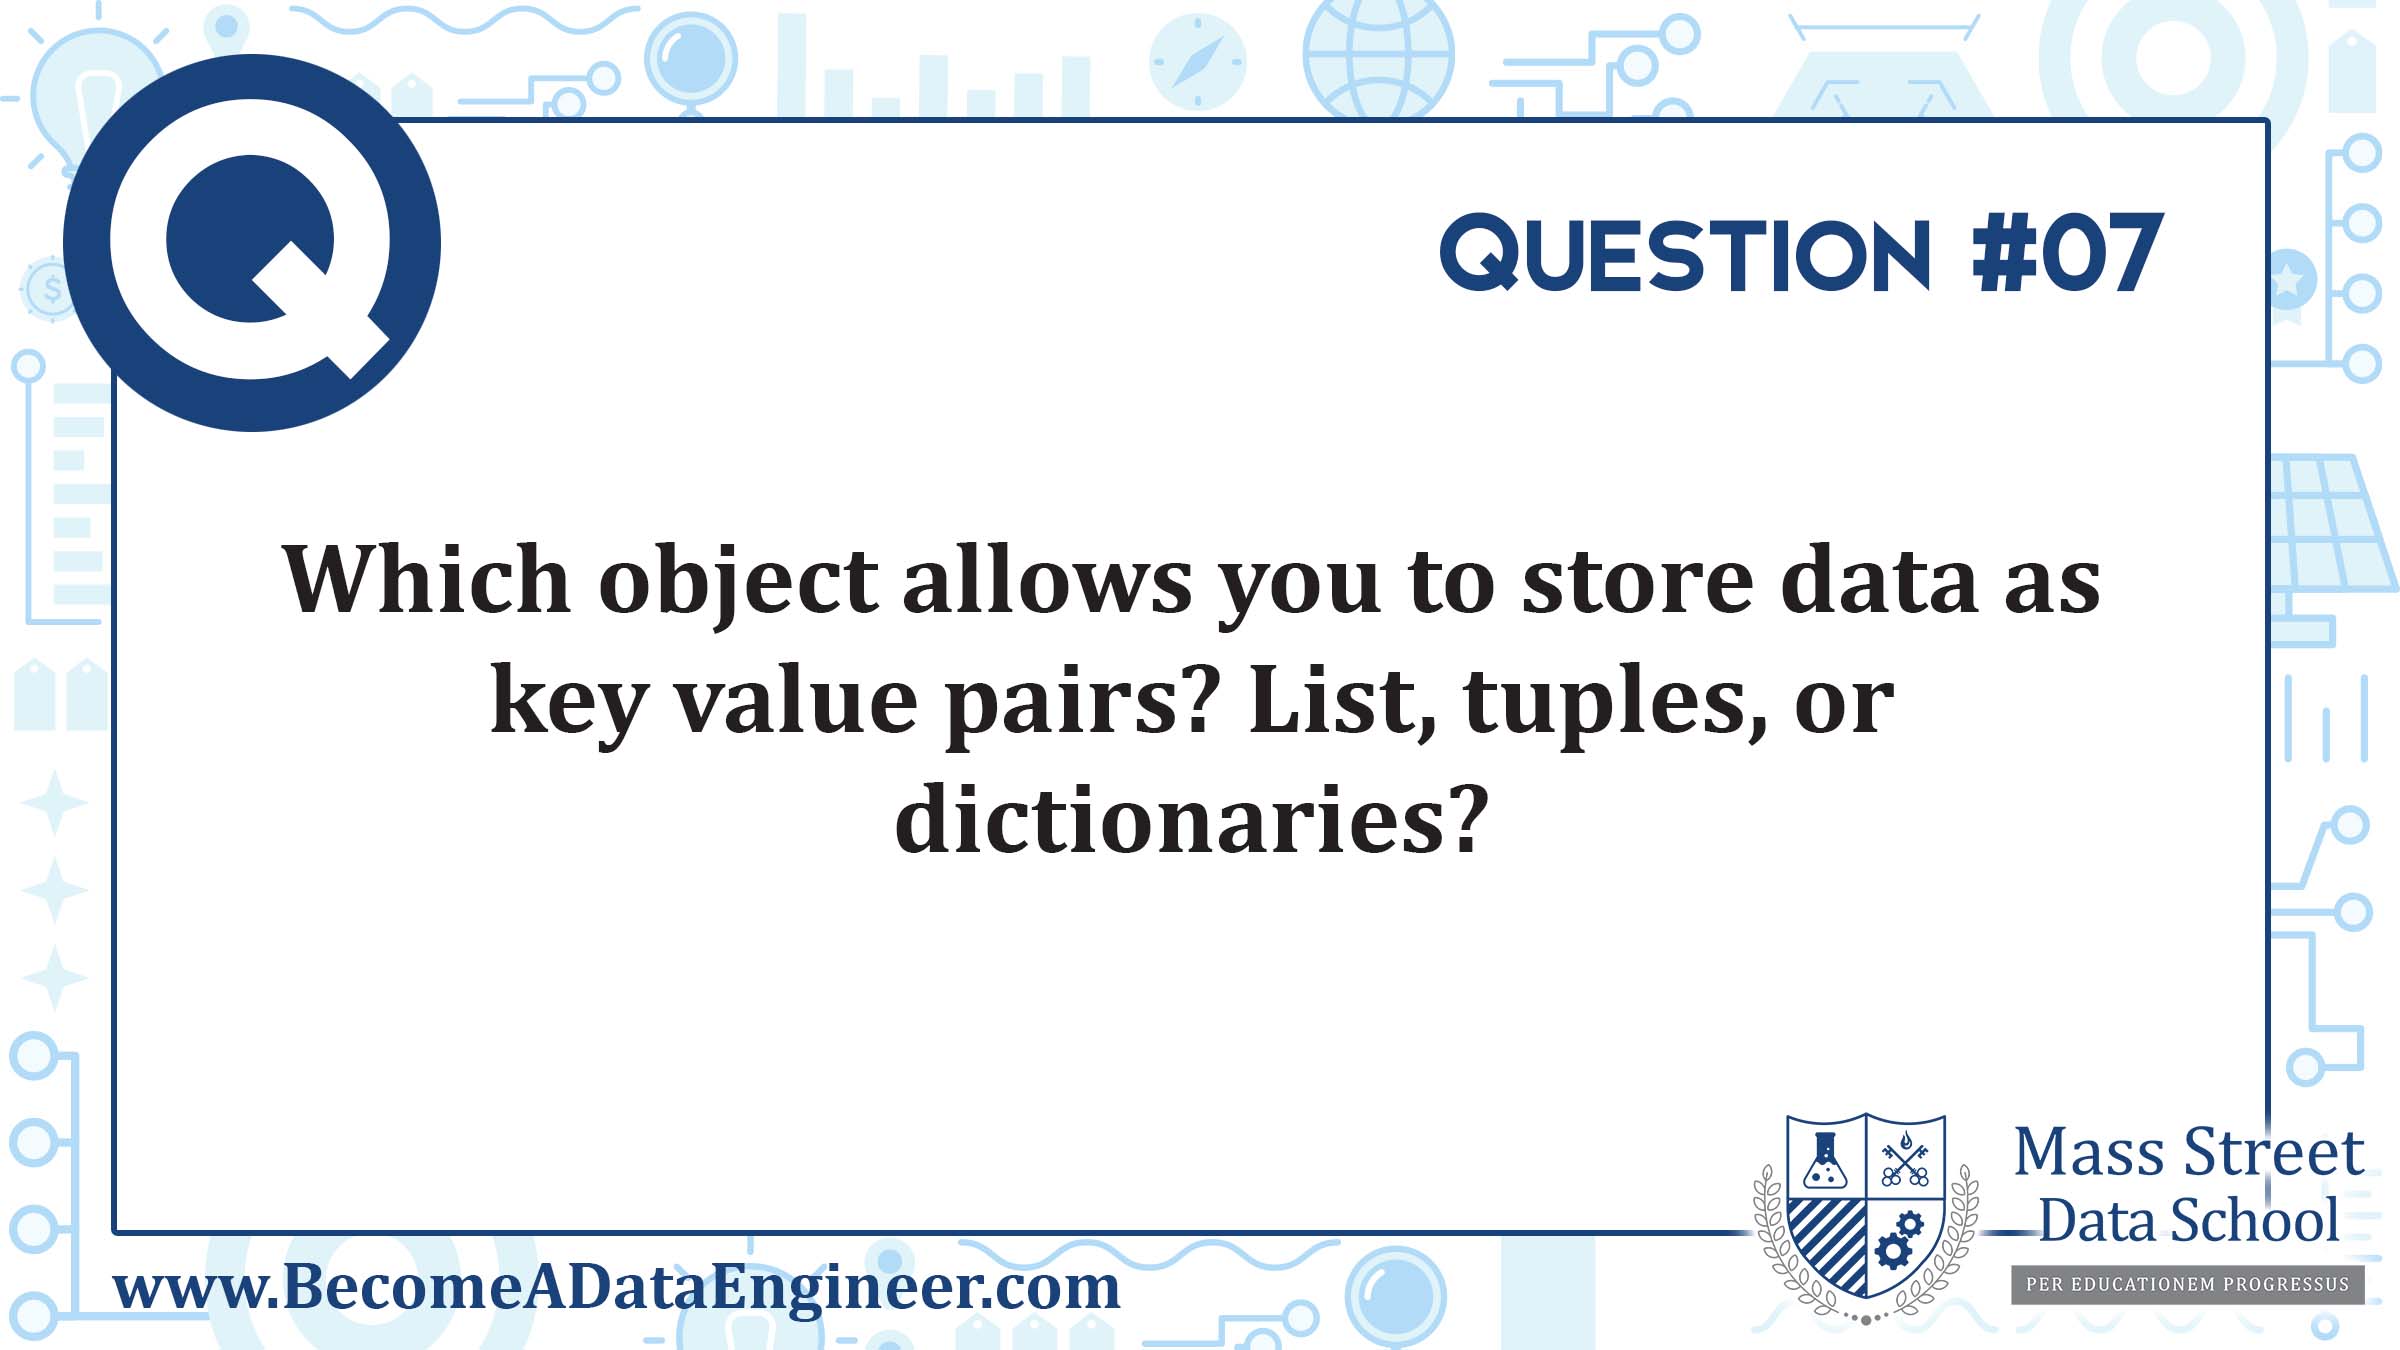 QUESTION #07
Which object allows you to store data as
key value pairs? List, tuples, or
dictionaries?
Mass Street
Data School
PER EDUCATIONEM PROGRESSUS
www.BecomeADataEngineer.com